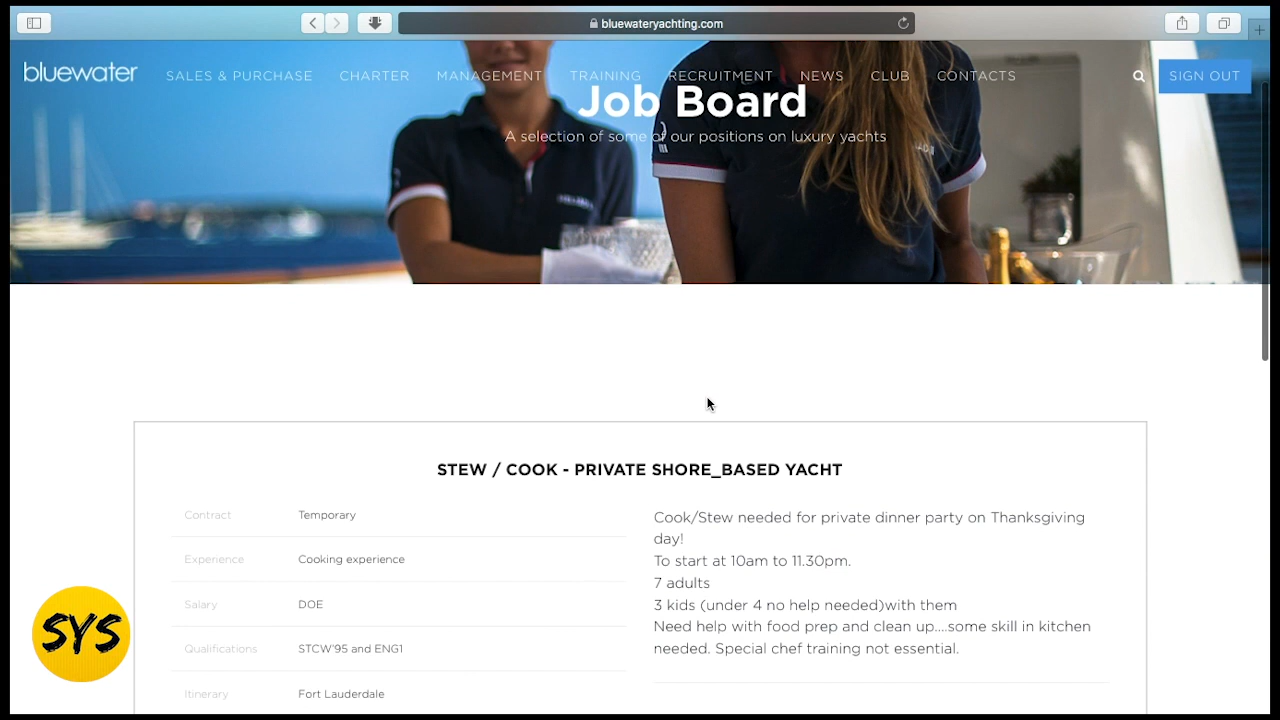 bluewateryachting.com
bluewater
SALES & PURCHASE
CHARTER
MANAGEMENT
TRAINING
RECRUITMENT
NEWS
CLUB
CONTACTS
SIGN OUT
Job Board
A selection of some of our positions on luxury yachts
STEW / COOK - PRIVATE SHORE_BASED YACHT
Contract Temporary
Experience Cooking experience
Salary DOE
Qualifications STCW'95 and ENG1
Itinerary Fort Lauderdale
Cook/Stew needed for private dinner party on Thanksgiving
day!
To start at 10am to 11.30pm.
7 adults
3 kids (under 4 no help needed)with them
Need help with food prep and clean up....some skill in kitchen
needed. Special chef training not essential.
SYS